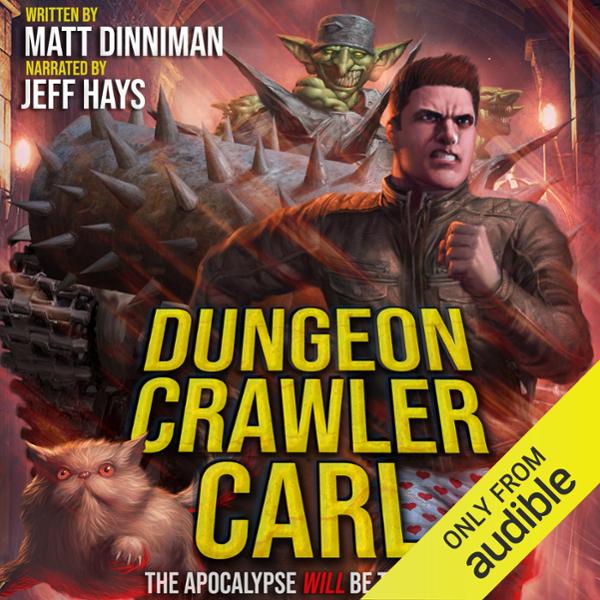 WRITTEN BY
MATT DINNIMAN
NARRATED BY
JEFF HAYS
DUNGEON
CRAWLER
CARL
THE APOCALYPSE WILL BE
ONLY FROM
audible